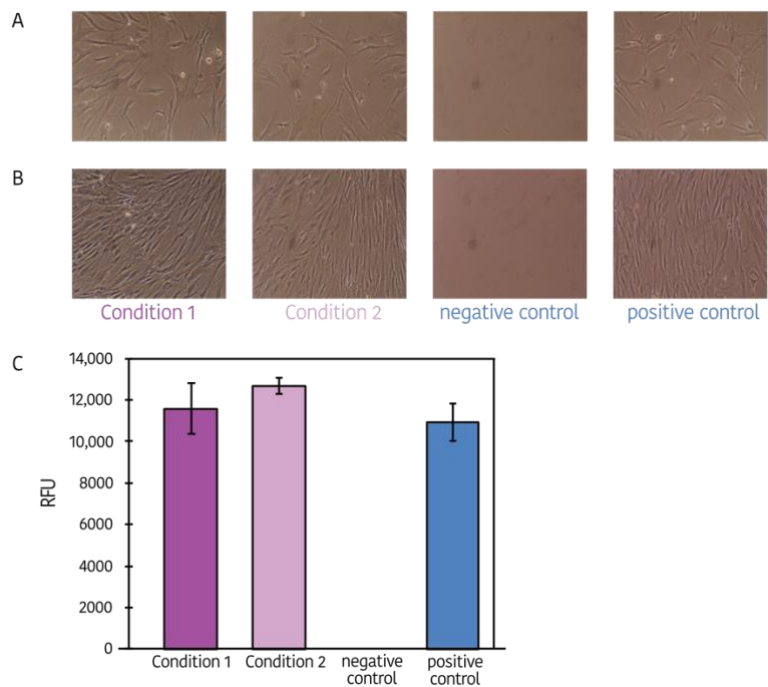 A
B
Condition 1
Condition 2
negative control
positive control
C
14,000
12,000
10,000
8000
6000
4000
2000
0
RFU
Condition 1
Condition 2
negative
control
positive
control